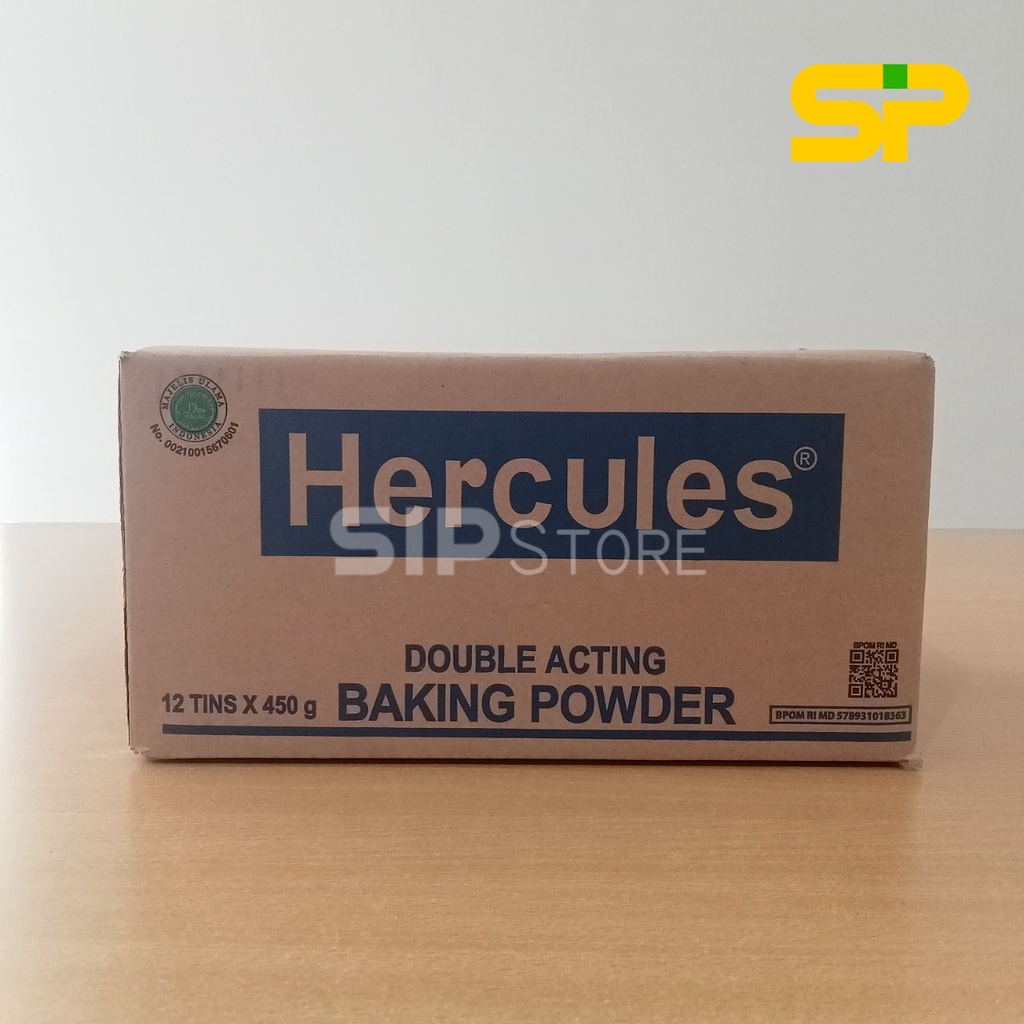 SIP
MAJELIS ULAMA
HALAL
INDONESIA
No. 00210015670601
Hercules®
SIP STORE
DOUBLE ACTING
BPOM RI MD
12 TINS X 450 g BAKING POWDER
BPOM RI MD 578931018363